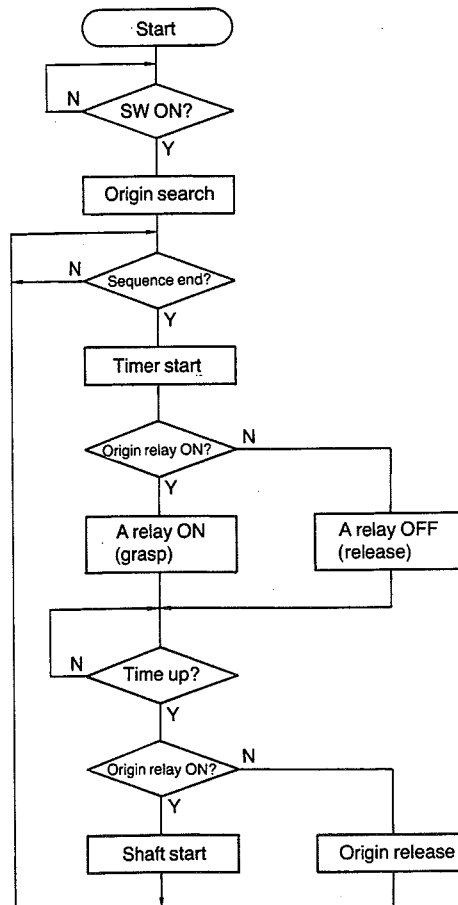 Start
N
SW ON?
Y
Origin search
N
Sequence end?
Y
Timer start
Origin relay ON?
N
Y
A relay ON
(grasp)
A relay OFF
(release)
N
Time up?
Y
Origin relay ON?
N
Y
Shaft start
Origin release